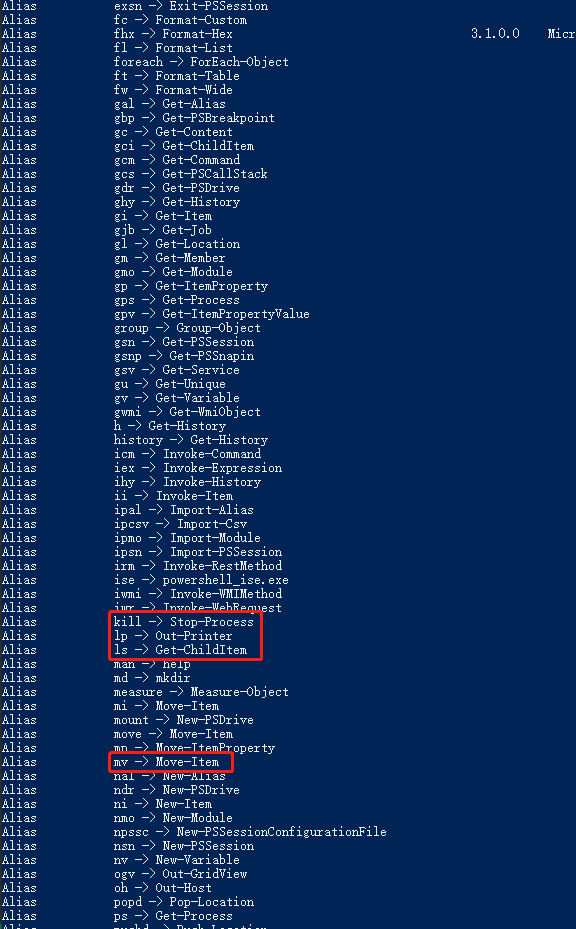 Alias exsn -> Exit-PSSession
Alias fc -> Format-Custom
Alias fhx -> Format-Hex 3.1.0.0 Micr
Alias fl -> Format-List
Alias foreach -> ForEach-Object
Alias ft -> Format-Table
Alias fw -> Format-Wide
Alias gal -> Get-Alias
Alias gbp -> Get-PSBreakpoint
Alias gc -> Get-Content
Alias gci -> Get-ChildItem
Alias gcm -> Get-Command
Alias gcs -> Get-PSCallStack
Alias gdr -> Get-PSDrive
Alias ghy -> Get-History
Alias gi -> Get-Item
Alias gjb -> Get-Job
Alias gl -> Get-Location
Alias gm -> Get-Member
Alias gmo -> Get-Module
Alias gp -> Get-ItemProperty
Alias gps -> Get-Process
Alias gpv -> Get-ItemPropertyValue
Alias group -> Group-Object
Alias gsn -> Get-PSSession
Alias gsnp -> Get-PSSnapin
Alias gsv -> Get-Service
Alias gu -> Get-Unique
Alias gv -> Get-Variable
Alias gwmi -> Get-WmiObject
Alias h -> Get-History
Alias history -> Get-History
Alias icm -> Invoke-Command
Alias iex -> Invoke-Expression
Alias ihy -> Invoke-History
Alias ii -> Invoke-Item
Alias ipal -> Import-Alias
Alias ipcsv -> Import-Csv
Alias ipmo -> Import-Module
Alias ipsn -> Import-PSSession
Alias irm -> Invoke-RestMethod
Alias ise -> powershell_ise.exe
Alias iwmi -> Invoke-WMIMethod
Alias iwr -> Invoke-WebRequest
Alias kill -> Stop-Process
Alias lp -> Out-Printer
Alias ls -> Get-ChildItem
Alias man -> help
Alias md -> mkdir
Alias measure -> Measure-Object
Alias mi -> Move-Item
Alias mount -> New-PSDrive
Alias move -> Move-Item
Alias mp -> Move-ItemProperty
Alias mv -> Move-Item
Alias nal -> New-Alias
Alias ndr -> New-PSDrive
Alias ni -> New-Item
Alias nmo -> New-Module
Alias npssc -> New-PSSessionConfigurationFile
Alias nsn -> New-PSSession
Alias nv -> New-Variable
Alias ogv -> Out-GridView
Alias oh -> Out-Host
Alias popd -> Pop-Location
Alias ps -> Get-Process
Alias pushd -> Push-Location